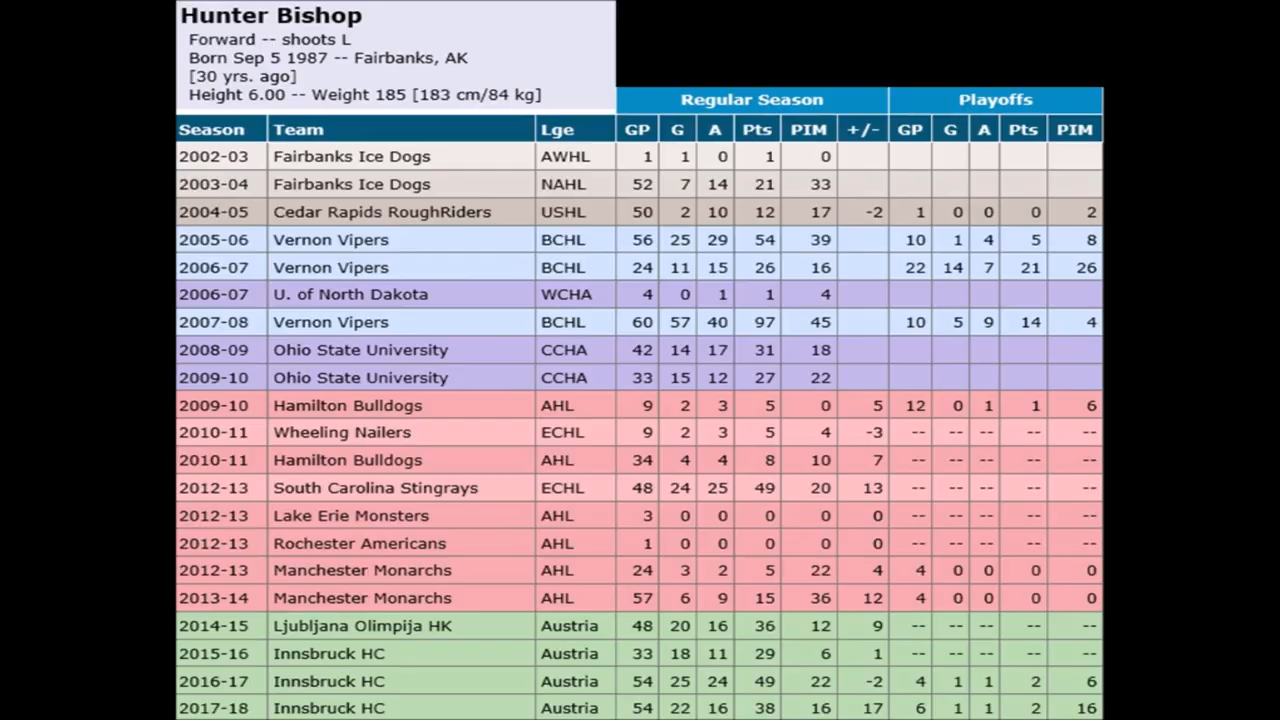 Hunter Bishop
Forward -- shoots L
Born Sep 5 1987 -- Fairbanks, AK
[30 yrs. ago]
Height 6.00 -- Weight 185 [183 cm/84 kg]
Regular Season Playoffs
Season Team Lge GP G A Pts PIM +/- GP G A Pts PIM
2002-03 Fairbanks Ice Dogs AWHL 1 1 0 1 0
2003-04 Fairbanks Ice Dogs NAHL 52 7 14 21 33
2004-05 Cedar Rapids RoughRiders USHL 50 2 10 12 17 -2 1 0 0 0 2
2005-06 Vernon Vipers BCHL 56 25 29 54 39 10 1 4 5 8
2006-07 Vernon Vipers BCHL 24 11 15 26 16 22 14 7 21 26
2006-07 U. of North Dakota WCHA 4 0 1 1 4
2007-08 Vernon Vipers BCHL 60 57 40 97 45 10 5 9 14 4
2008-09 Ohio State University CCHA 42 14 17 31 18
2009-10 Ohio State University CCHA 33 15 12 27 22
2009-10 Hamilton Bulldogs AHL 9 2 3 5 0 5 12 0 1 1 6
2010-11 Wheeling Nailers ECHL 9 2 3 5 4 -3 -- -- -- -- --
2010-11 Hamilton Bulldogs AHL 34 4 4 8 10 7 -- -- -- -- --
2012-13 South Carolina Stingrays ECHL 48 24 25 49 20 13 -- -- -- -- --
2012-13 Lake Erie Monsters AHL 3 0 0 0 0 0 -- -- -- -- --
2012-13 Rochester Americans AHL 1 0 0 0 0 0 -- -- -- -- --
2012-13 Manchester Monarchs AHL 24 3 2 5 22 4 4 0 0 0 0
2013-14 Manchester Monarchs AHL 57 6 9 15 36 12 4 0 0 0 0
2014-15 Ljubljana Olimpija HK Austria 48 20 16 36 12 9 -- -- -- -- --
2015-16 Innsbruck HC Austria 33 18 11 29 6 1 -- -- -- -- --
2016-17 Innsbruck HC Austria 54 25 24 49 22 -2 4 1 1 2 6
2017-18 Innsbruck HC Austria 54 22 16 38 16 17 6 1 1 2 16